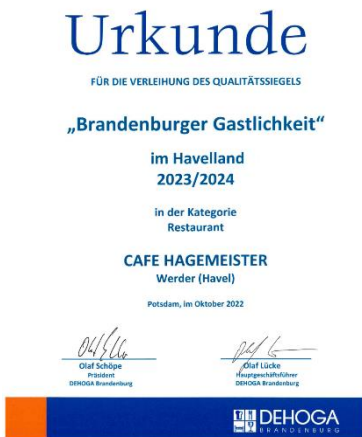 Urkunde
FÜR DIE VERLEIHUNG DES QUALITÄTSSIEGELS
„Brandenburger Gastlichkeit“
im Havelland
2023/2024
in der Kategorie
Restaurant
CAFE HAGEMEISTER
Werder (Havel)
Potsdam, im Oktober 2022
Olaf Schöpe
Präsident
DEHOGA Brandenburg
Olaf Lücke
Hauptgeschäftsführer
DEHOGA Brandenburg
DEHOGA
BRANDENBURG